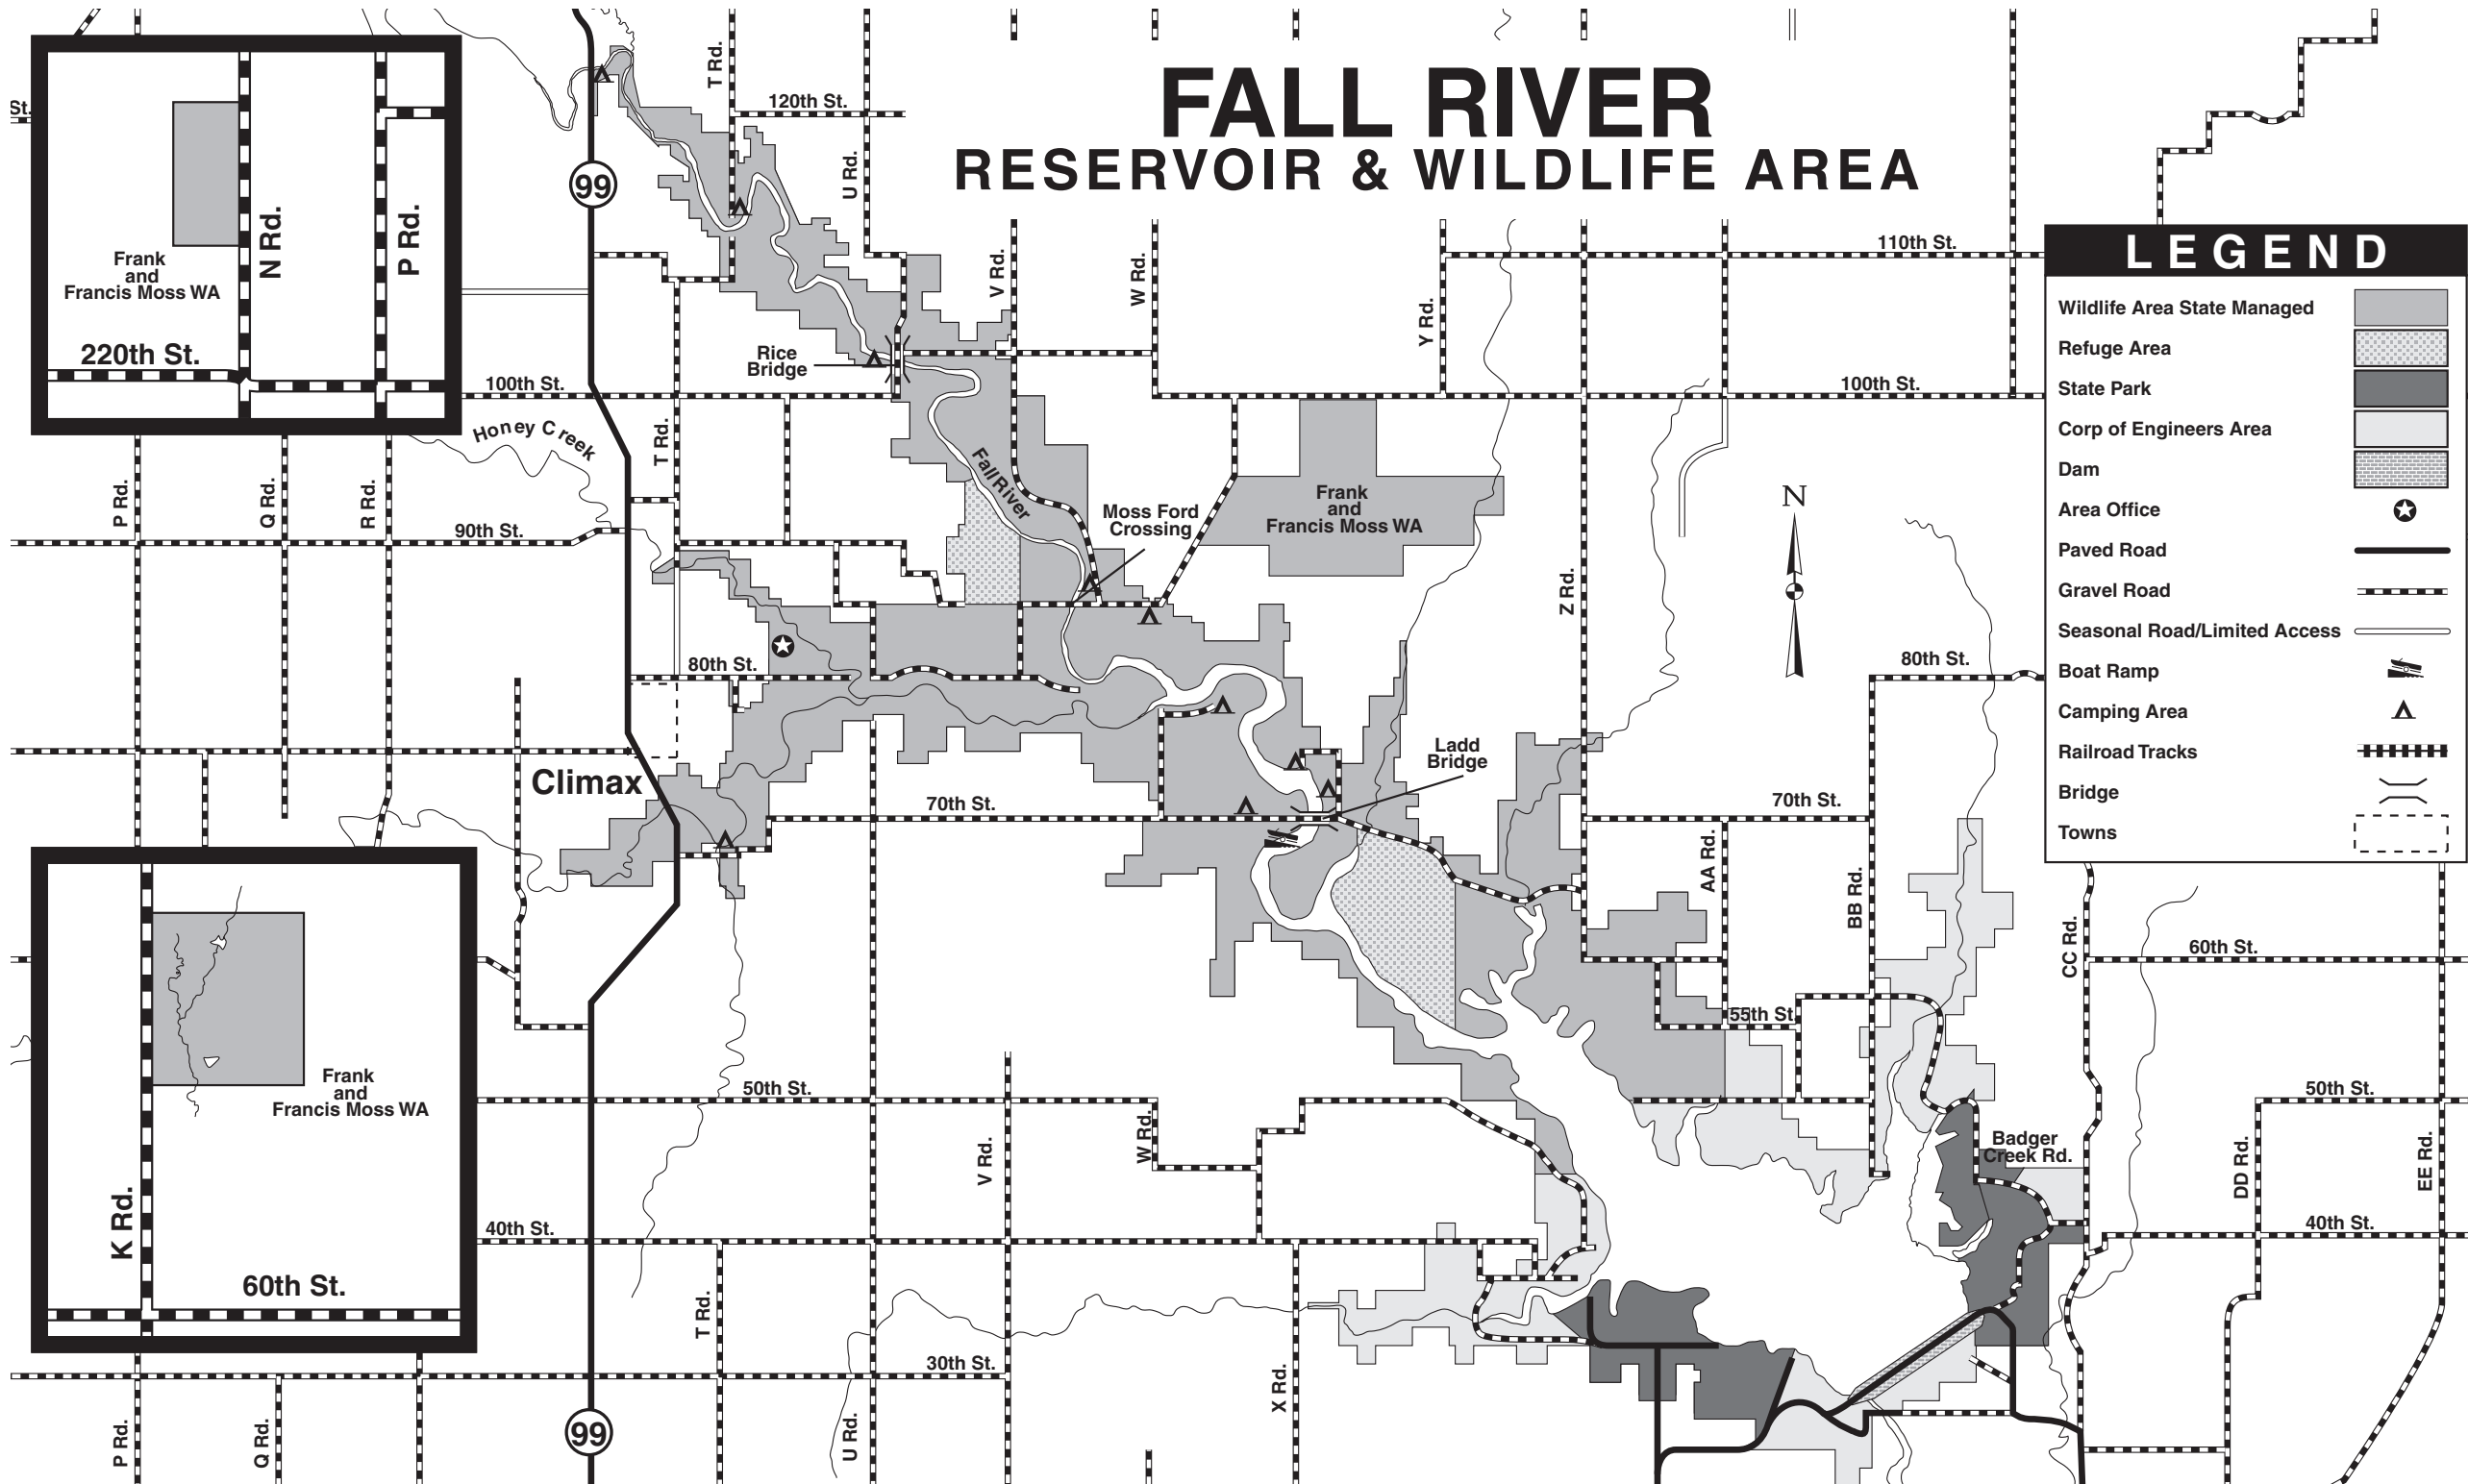 FALL RIVER
RESERVOIR & WILDLIFE AREA
St.
N Rd.
P Rd.
Frank
and
Francis Moss WA
220th St.
99
T Rd.
120th St.
U Rd.
V Rd.
W Rd.
Y Rd.
110th St.
Rice
Bridge
100th St.
100th St.
Honey Creek
T Rd.
P Rd.
Q Rd.
R Rd.
90th St.
Fall River
Moss Ford
Crossing
Frank
and
Francis Moss WA
N
Z Rd.
80th St.
80th St.
Climax
Ladd
Bridge
70th St.
70th St.
AA Rd.
BB Rd.
CC Rd.
60th St.
55th St.
Frank
and
Francis Moss WA
K Rd.
60th St.
50th St.
50th St.
V Rd.
W Rd.
Badger
Creek Rd.
DD Rd.
EE Rd.
40th St.
40th St.
T Rd.
30th St.
X Rd.
P Rd.
Q Rd.
99
U Rd.
LEGEND
Wildlife Area State Managed
Refuge Area
State Park
Corp of Engineers Area
Dam
Area Office
Paved Road
Gravel Road
Seasonal Road/Limited Access
Boat Ramp
Camping Area
Railroad Tracks
Bridge
Towns